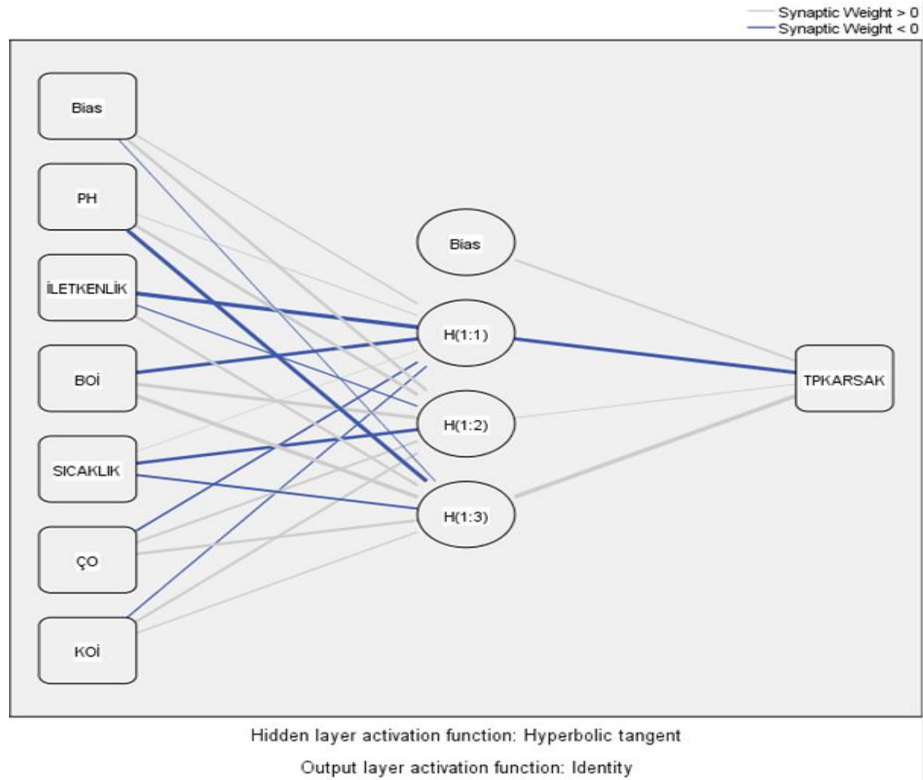 Synaptic Weight > 0
Synaptic Weight < 0
Bias
PH
İLETKENLİK
BOİ
SICAKLIK
ÇO
KOİ
Bias
H(1:1)
H(1:2)
H(1:3)
TPKARSAK
Hidden layer activation function: Hyperbolic tangent
Output layer activation function: Identity